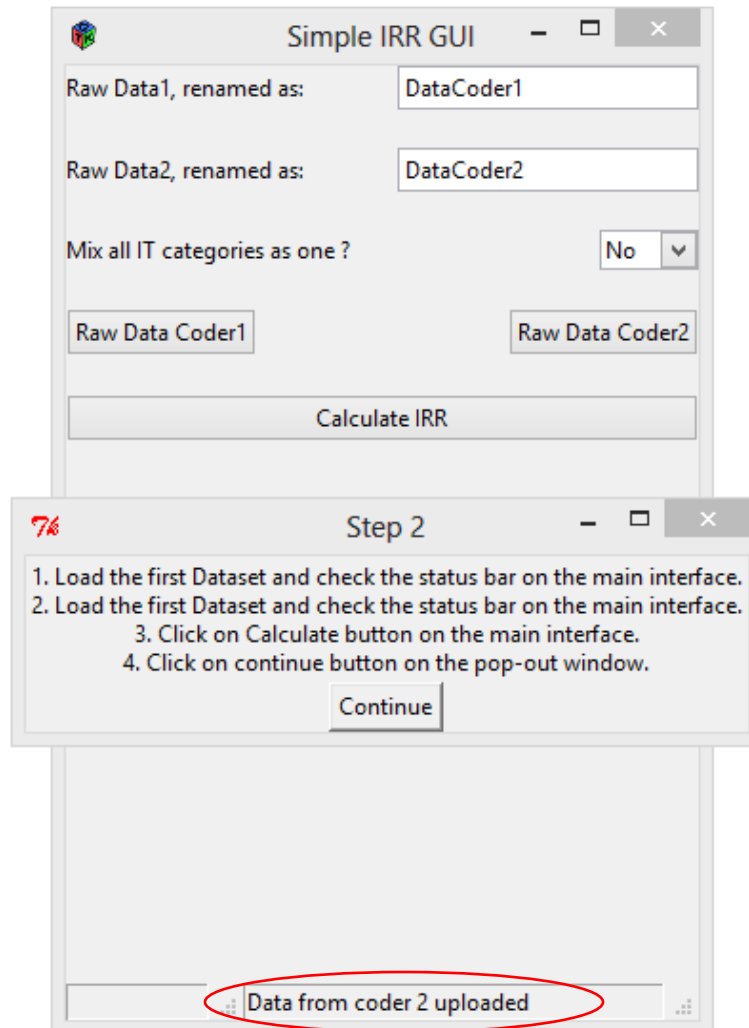 Simple IRR GUI
Raw Data1, renamed as: DataCoder1
Raw Data2, renamed as: DataCoder2
Mix all IT categories as one ? No
Raw Data Coder1 Raw Data Coder2
Calculate IRR
Step 2
1. Load the first Dataset and check the status bar on the main interface.
2. Load the first Dataset and check the status bar on the main interface.
3. Click on Calculate button on the main interface.
4. Click on continue button on the pop-out window.
Continue
Data from coder 2 uploaded